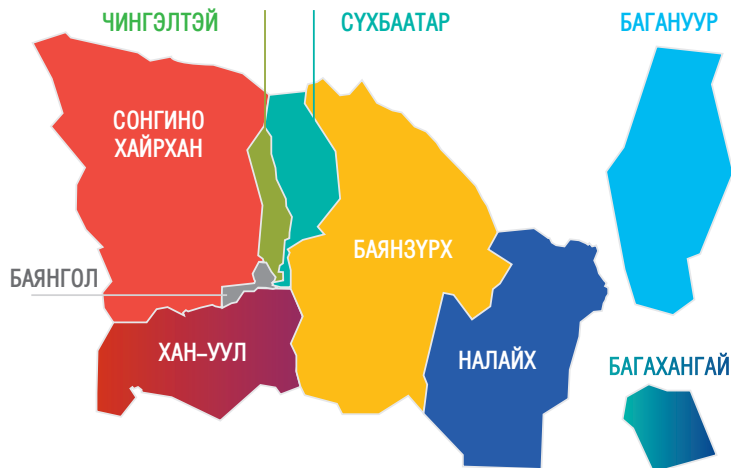 ЧИНГЭЛТЭЙ
СҮХБААТАР
БАГАНУУР
СОНГИНО
ХАЙРХАН
БАЯНЗҮРХ
БАЯНГОЛ
ХАН–УУЛ
НАЛАЙХ
БАГАХАНГАЙ